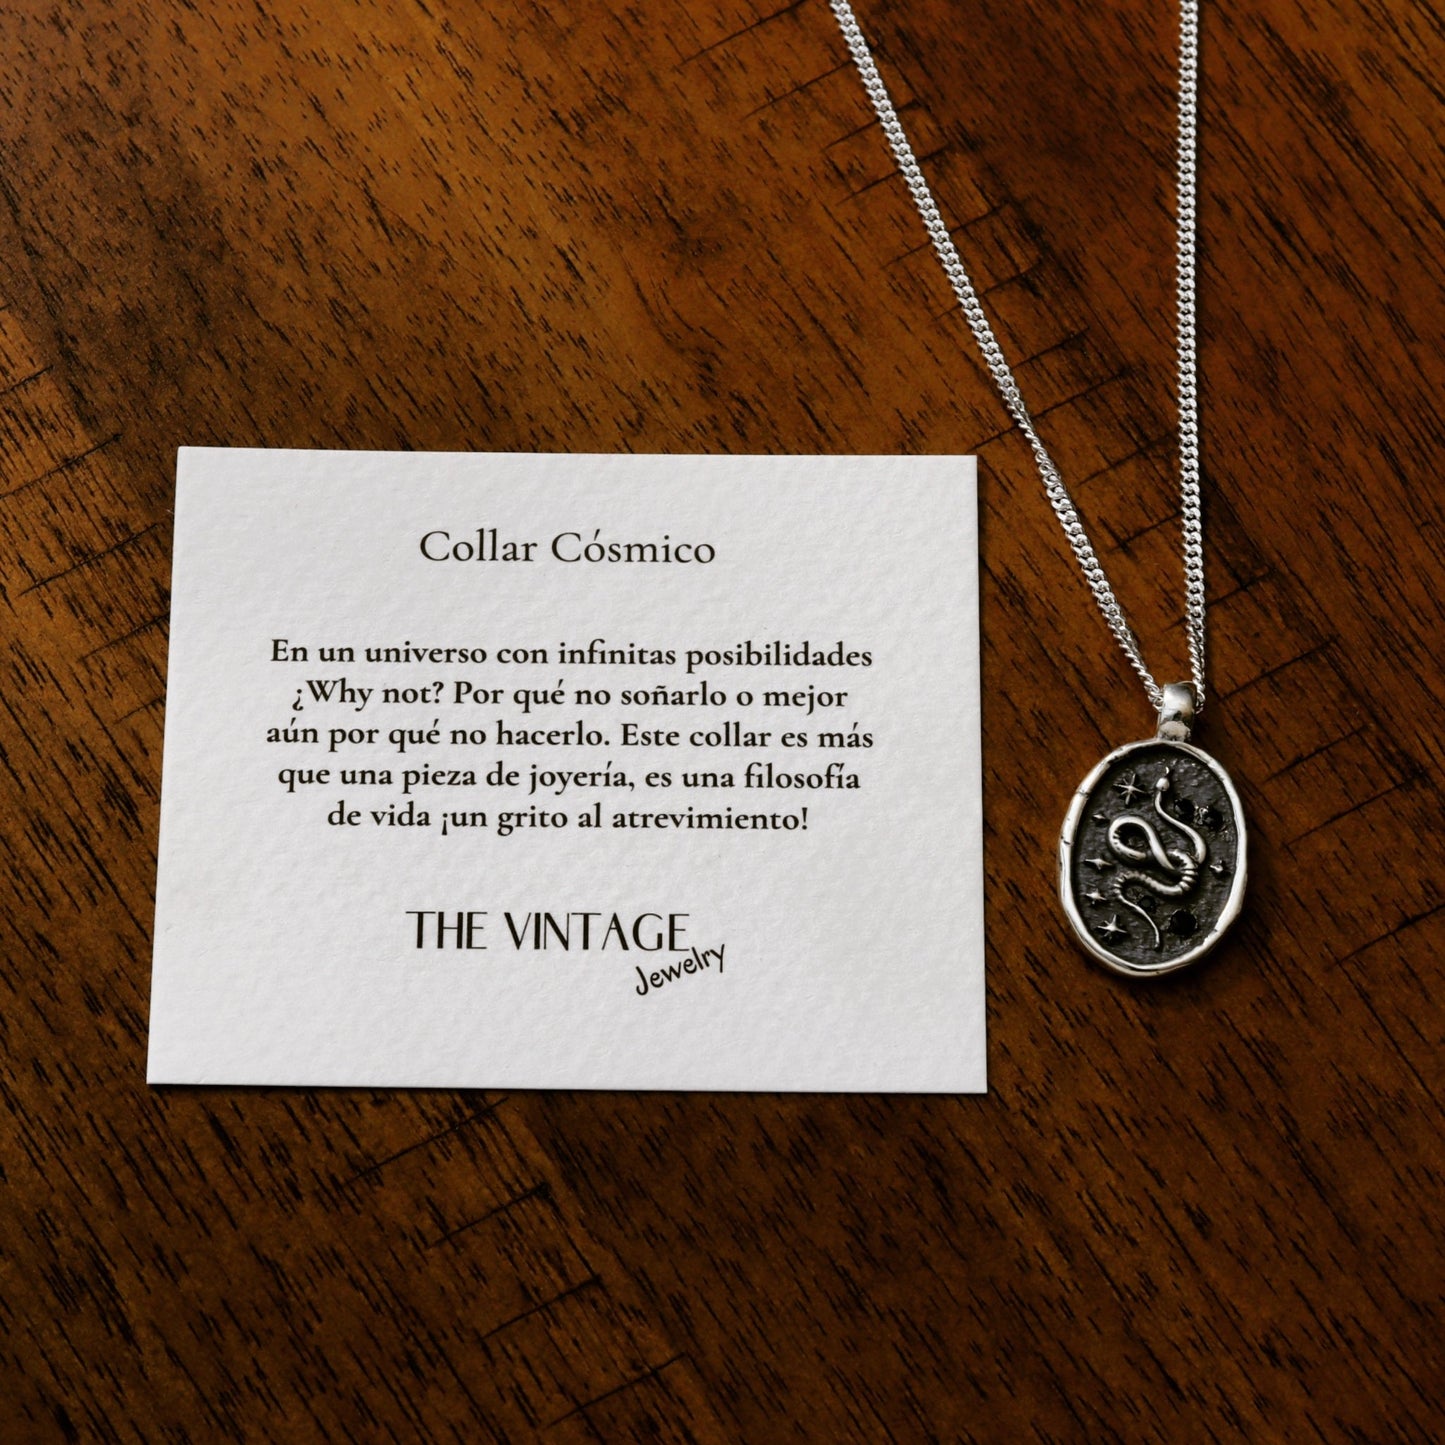 Collar Cósmico
En un universo con infinitas posibilidades
¿Why not? Por qué no soñarlo o mejor
aún por qué no hacerlo. Este collar es más
que una pieza de joyería, es una filosofía
de vida ¡un grito al atrevimiento!
THE VINTAGE
Jewelry